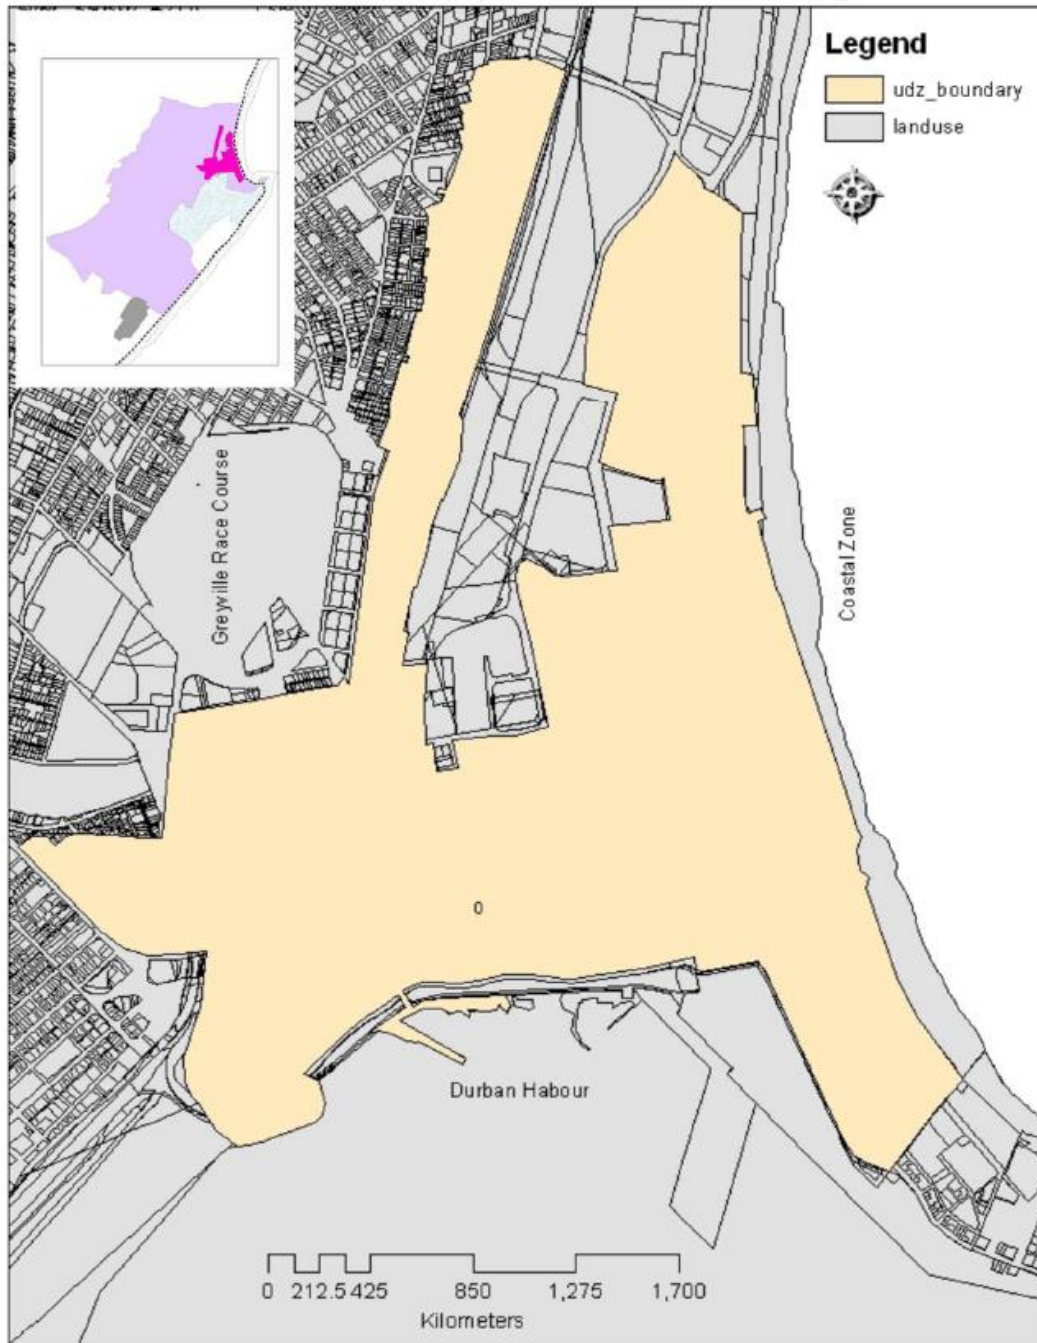 Legend
udz_boundary
landuse
Greyville Race Course
Coastal Zone
0
Durban Habour
0 212.5 425 850 1,275 1,700
Kilometers